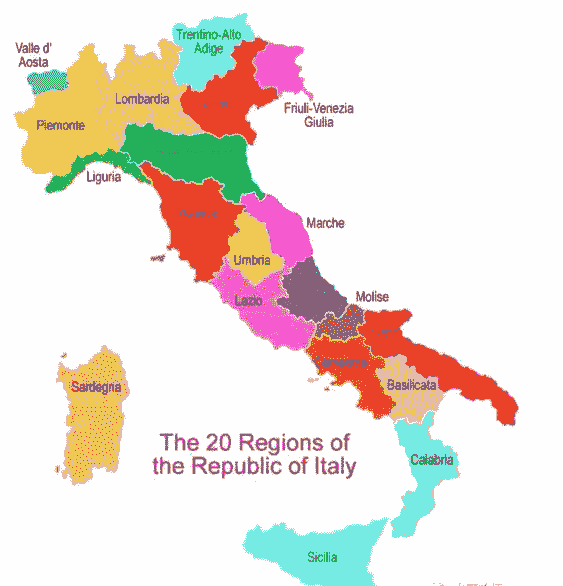 Trentino-Alto
Adige
Valle d'
Aosta
Lombardia
Friuli-Venezia
Giulia
Piemonte
Liguria
Marche
Umbria
Lazio
Molise
Basilicata
Sardegna
The 20 Regions of
the Republic of Italy
Calabria
Sicilia